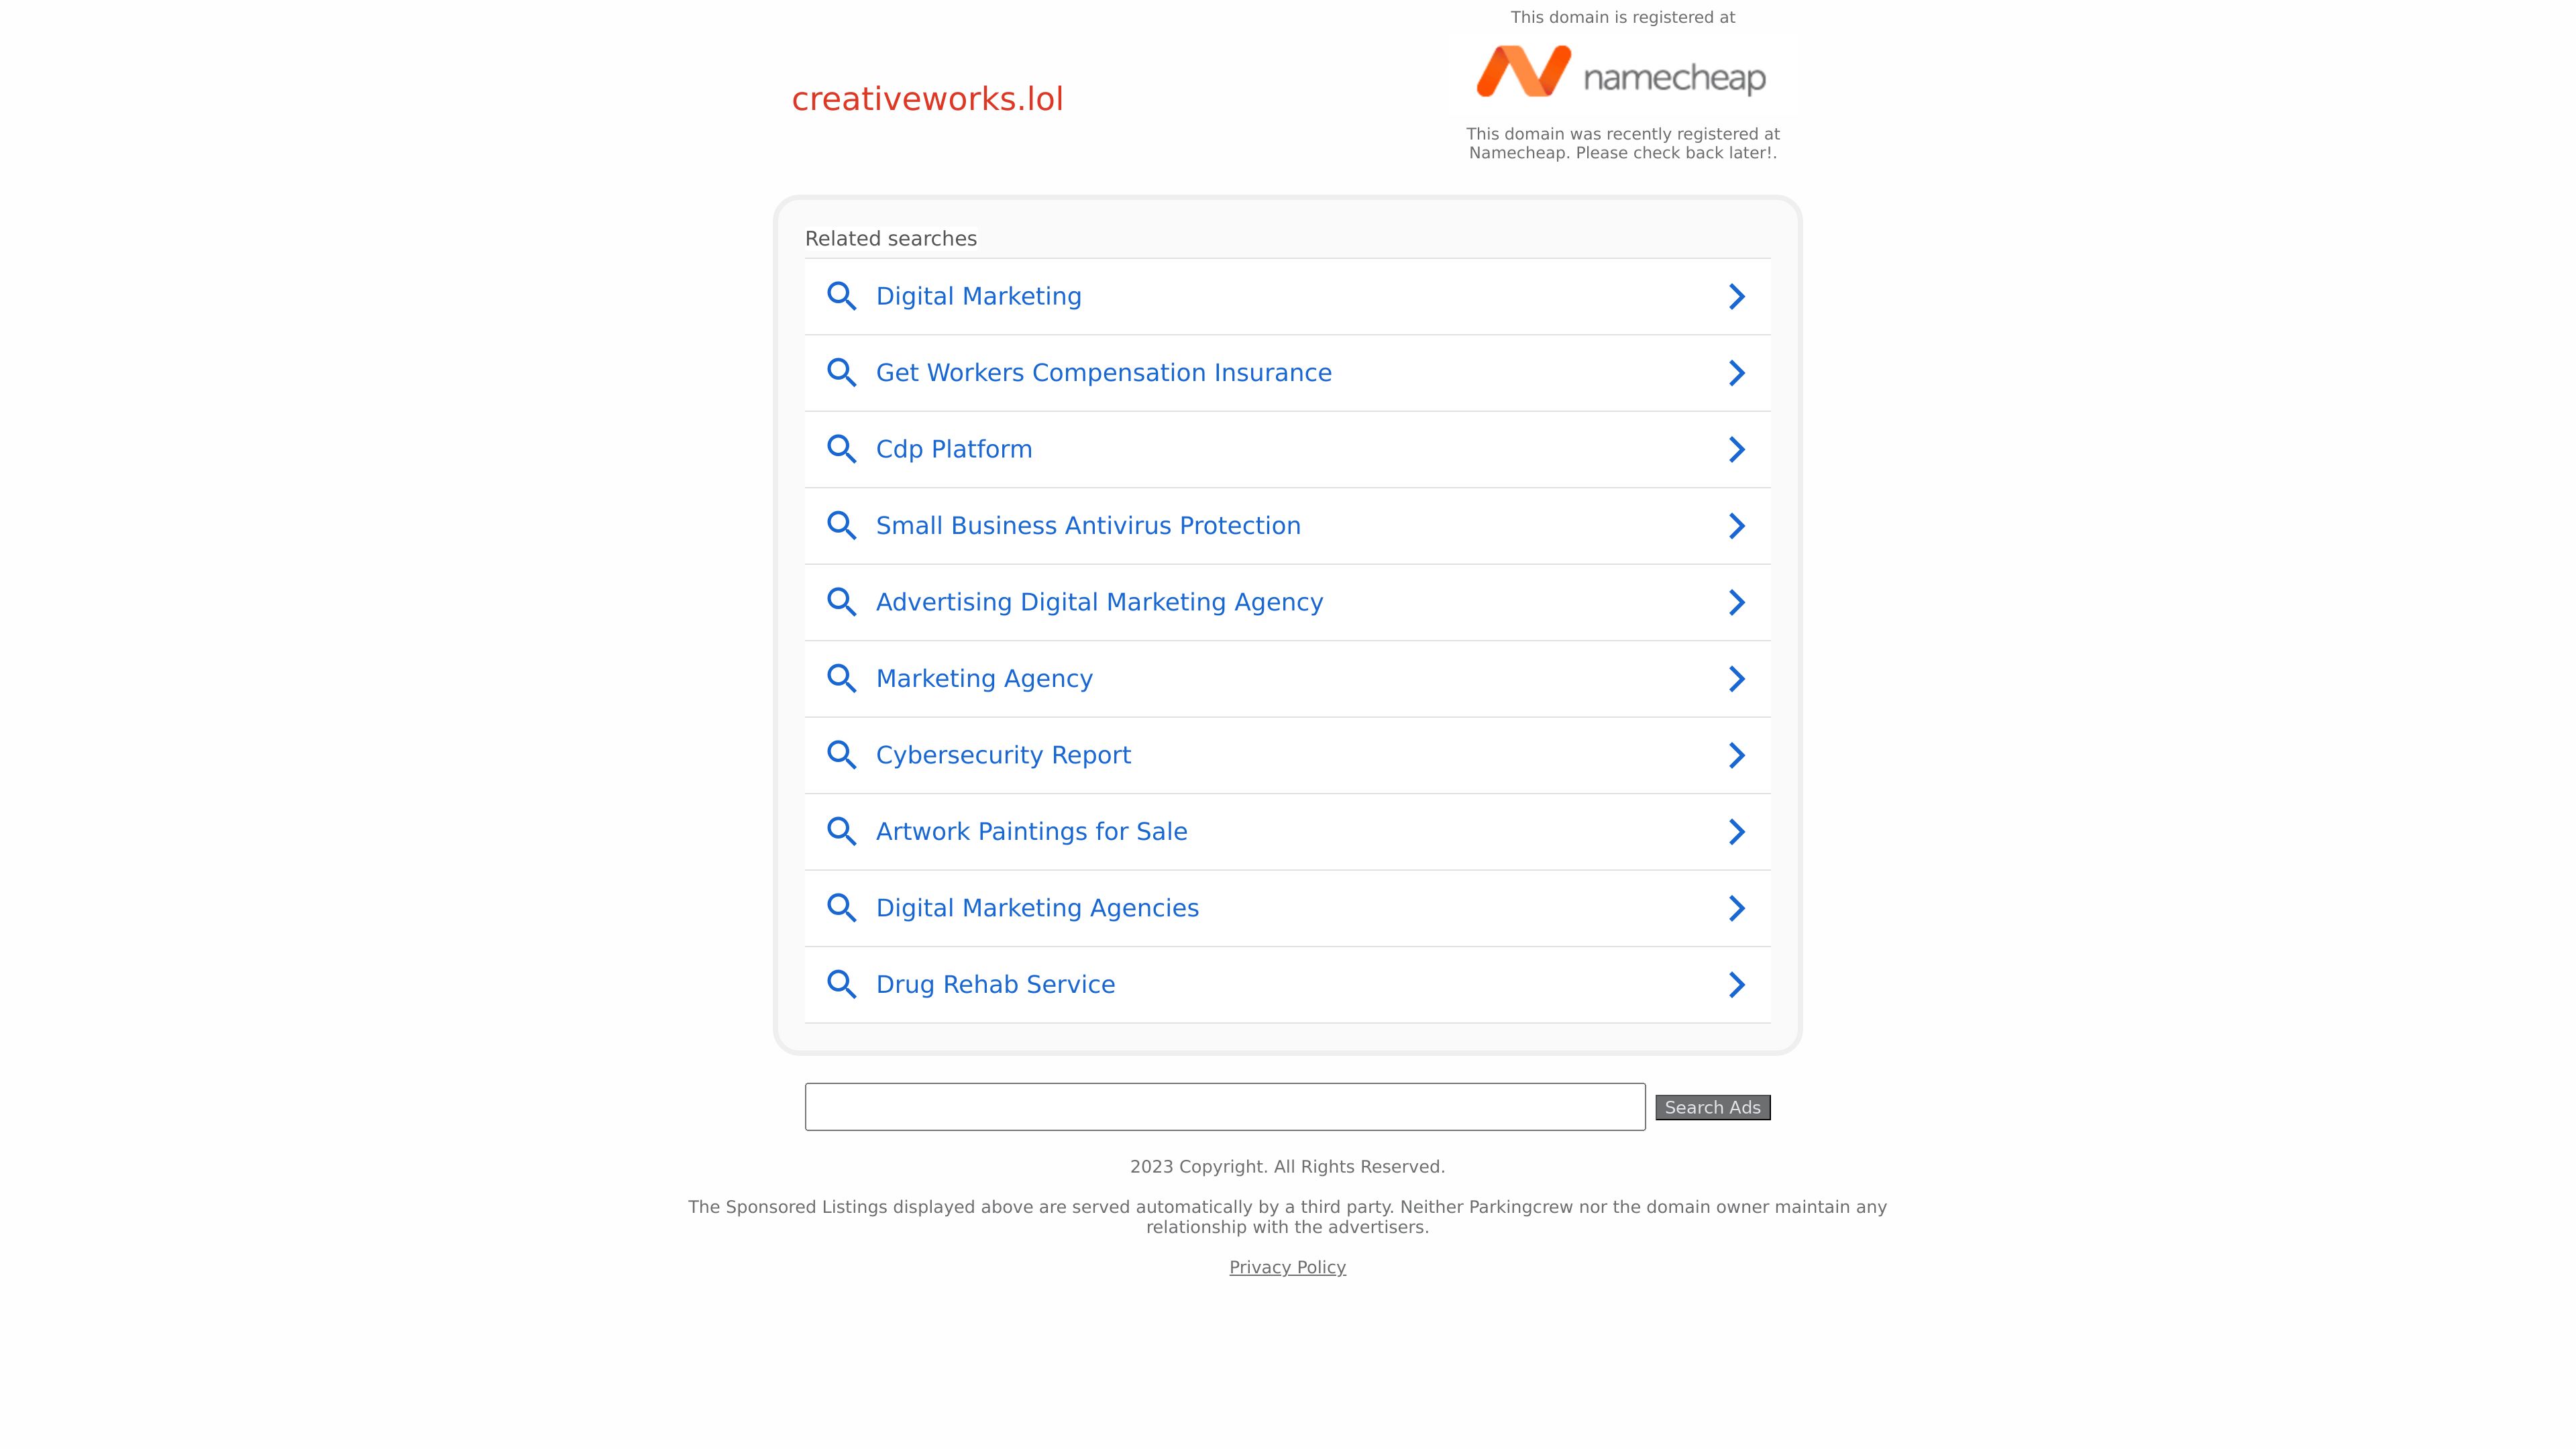 This domain is registered at
namecheap
creativeworks.lol
This domain was recently registered at
Namecheap. Please check back later!.
Related searches
Digital Marketing
Get Workers Compensation Insurance
Cdp Platform
Small Business Antivirus Protection
Advertising Digital Marketing Agency
Marketing Agency
Cybersecurity Report
Artwork Paintings for Sale
Digital Marketing Agencies
Drug Rehab Service
Search Ads
2023 Copyright. All Rights Reserved.
The Sponsored Listings displayed above are served automatically by a third party. Neither Parkingcrew nor the domain owner maintain any
relationship with the advertisers.
Privacy Policy